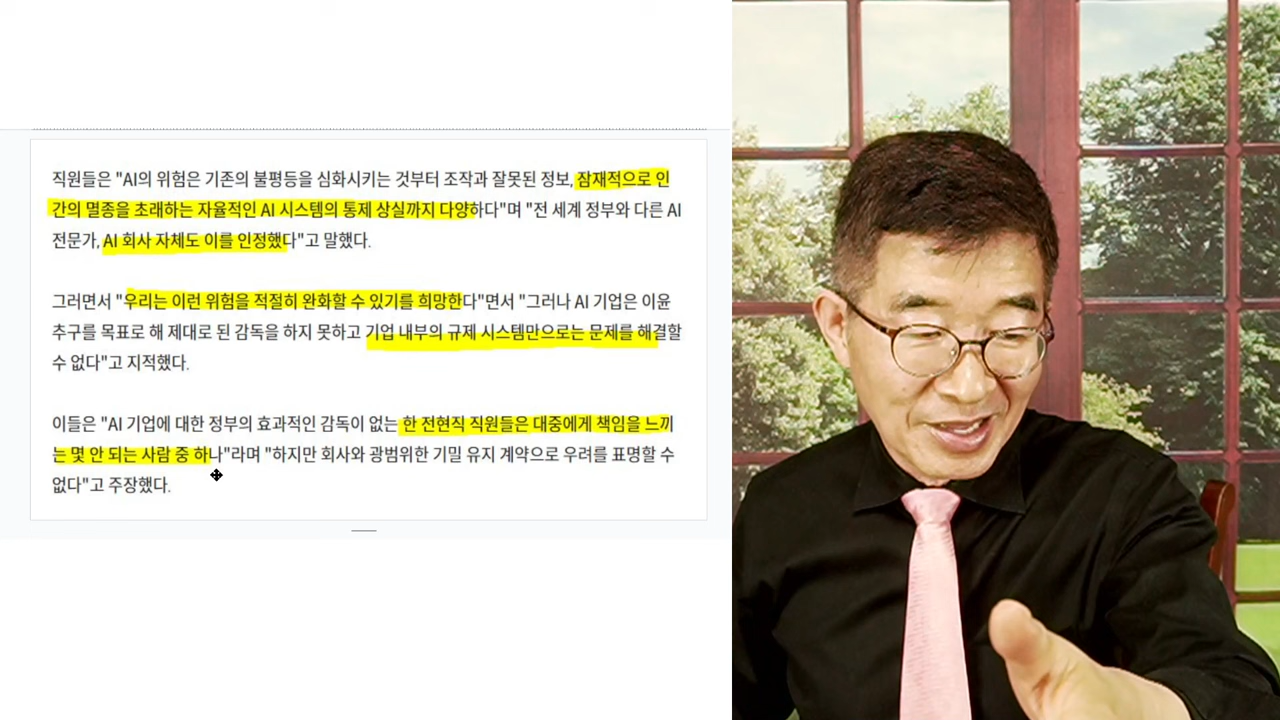 직원들은 "AI의 위험은 기존의 불평등을 심화시키는 것부터 조작과 잘못된 정보, 잠재적으로 인
간의 멸종을 초래하는 자율적인 AI 시스템의 통제 상실까지 다양하다"며 "전 세계 정부와 다른 AI
전문가, AI 회사 자체도 이를 인정했다"고 말했다.
그러면서 "우리는 이런 위험을 적절히 완화할 수 있기를 희망한다"면서 "그러나 AI 기업은 이윤
추구를 목표로 해 제대로 된 감독을 하지 못하고 기업 내부의 규제 시스템만으로는 문제를 해결할
수 없다"고 지적했다.
이들은 "AI 기업에 대한 정부의 효과적인 감독이 없는 한 전현직 직원들은 대중에게 책임을 느끼
는 몇 안 되는 사람 중 하나"라며 "하지만 회사와 광범위한 기밀 유지 계약으로 우려를 표명할 수
없다"고 주장했다.